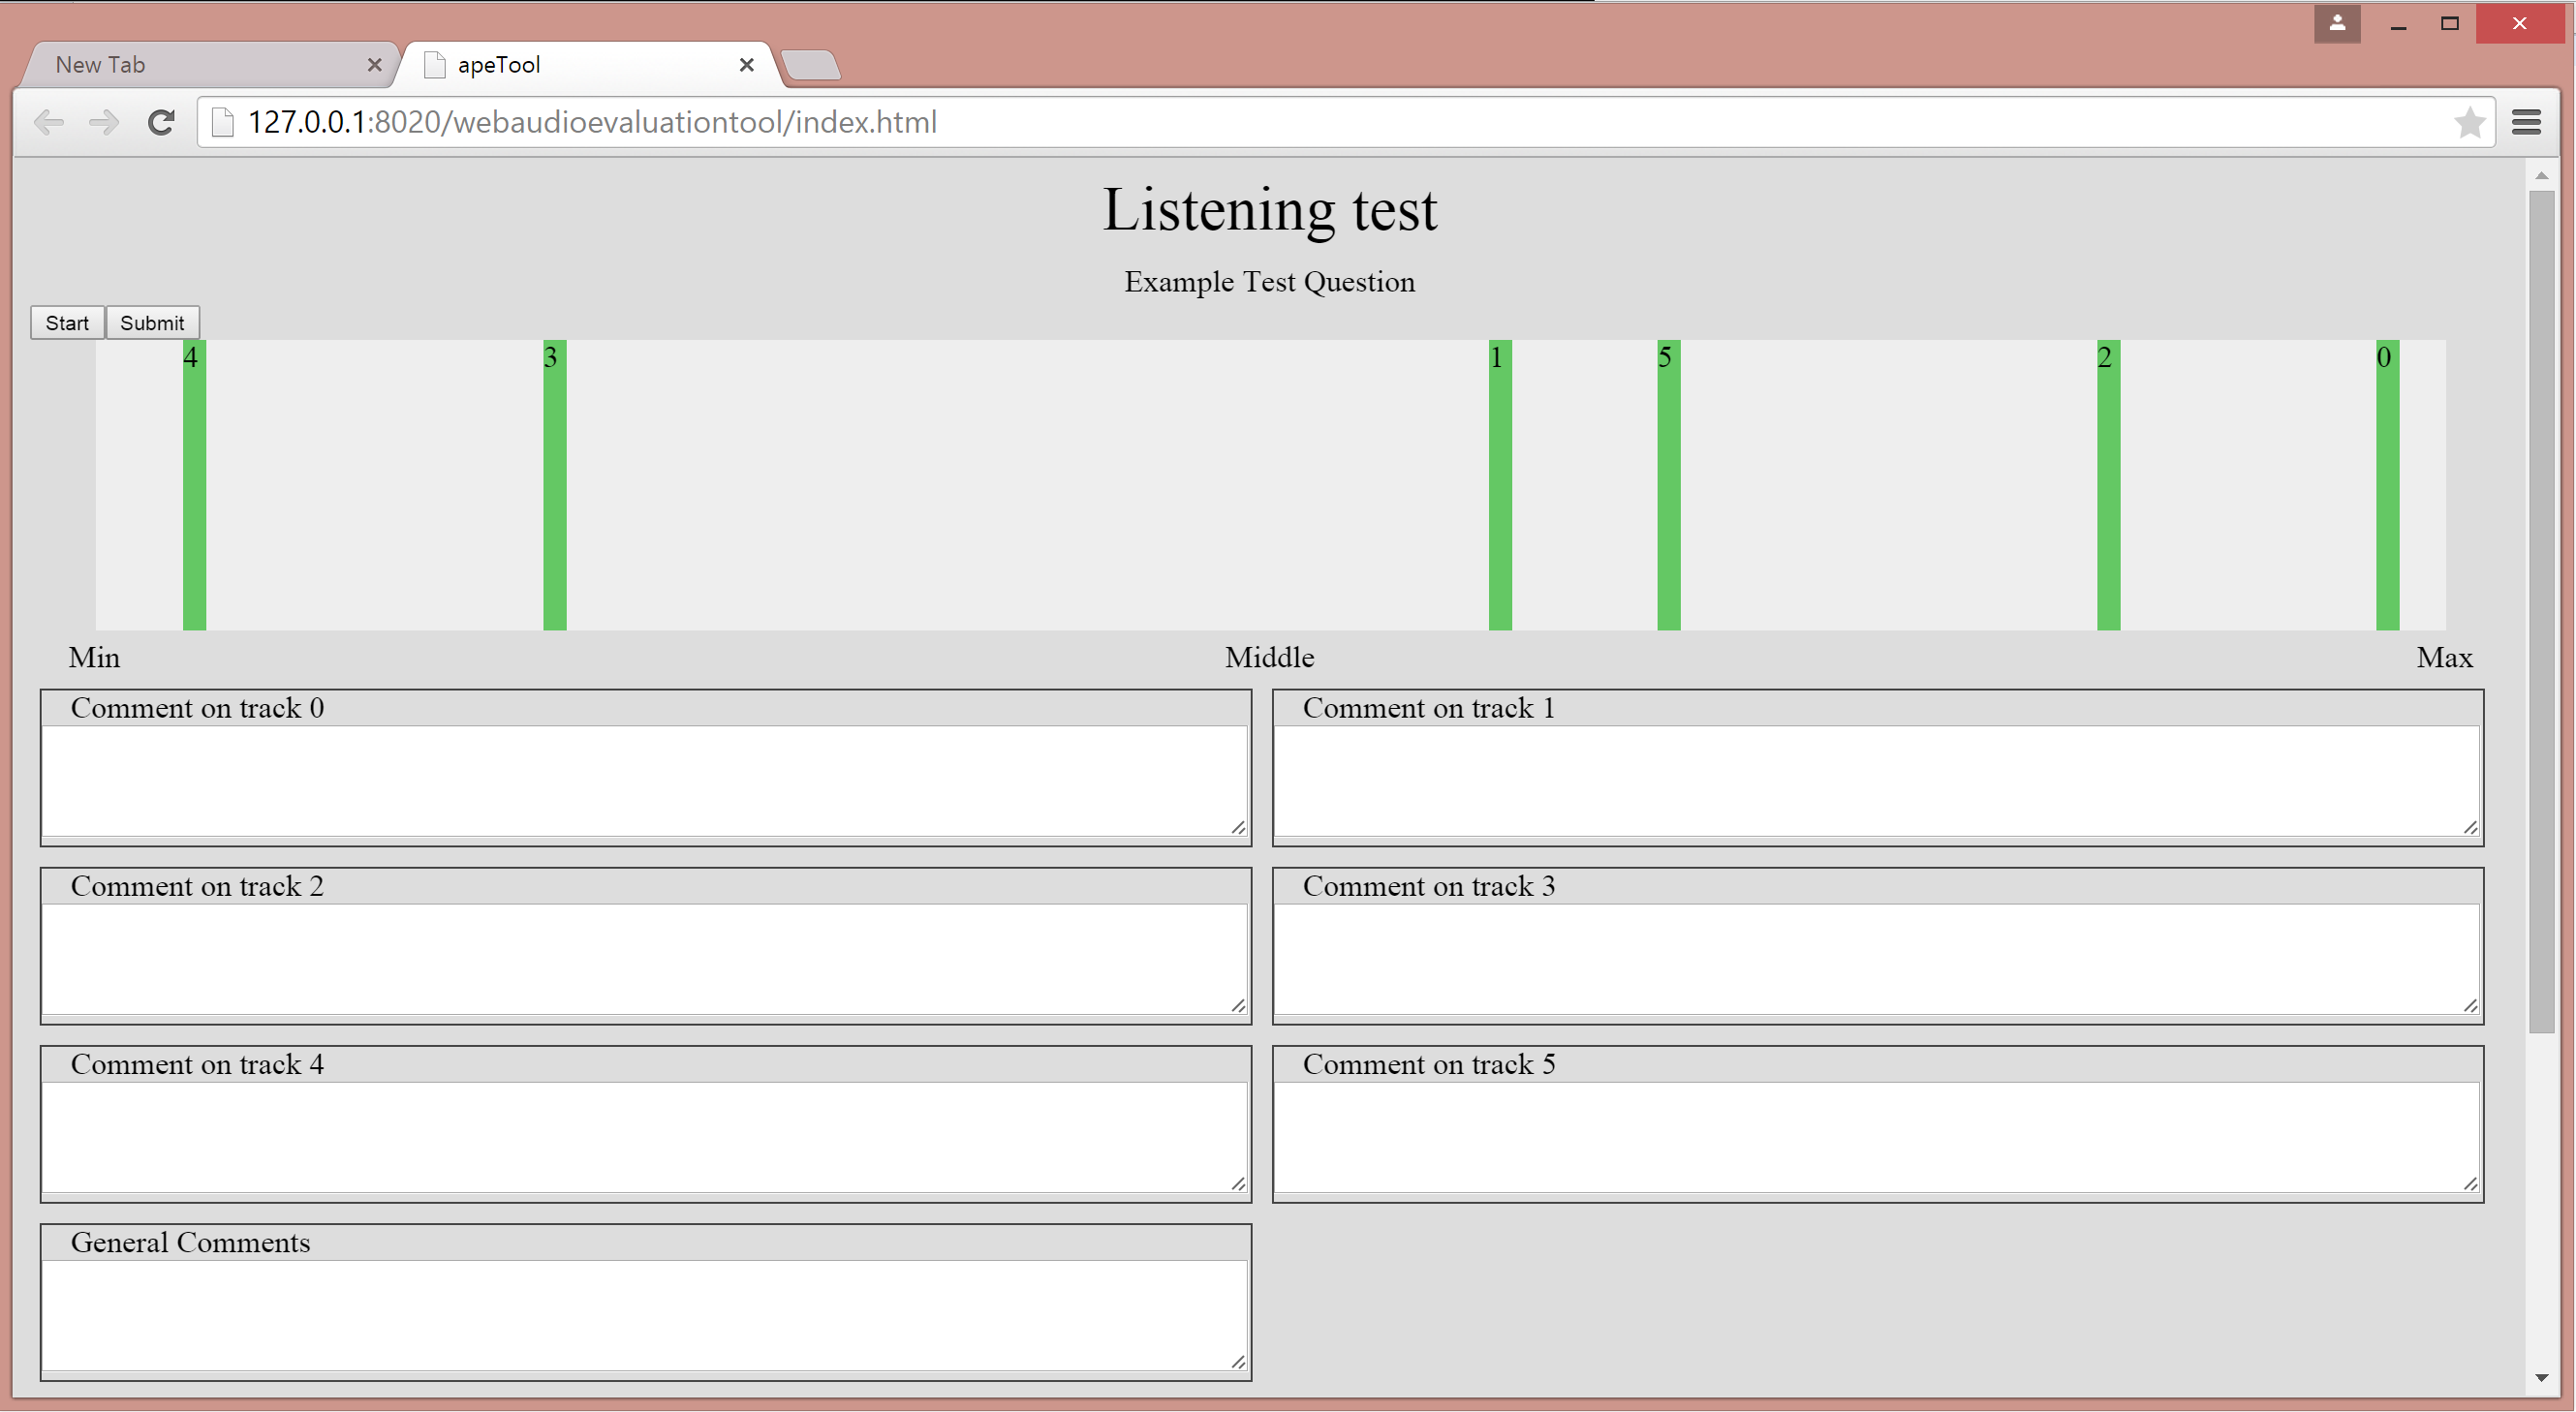 New Tab
apeTool
127.0.0.1:8020/webaudioevaluationtool/index.html
Listening test
Example Test Question
Start Submit
4 3 1 5 2 0
Min Middle Max
Comment on track 0
Comment on track 1
Comment on track 2
Comment on track 3
Comment on track 4
Comment on track 5
General Comments